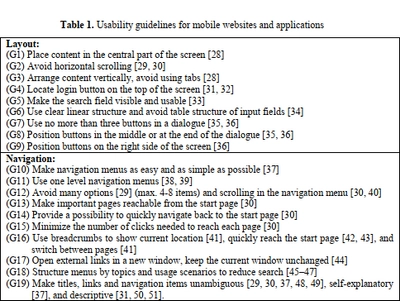 Table 1. Usability guidelines for mobile websites and applications
Layout:
(G1) Place content in the central part of the screen [28]
(G2) Avoid horizontal scrolling [29, 30]
(G3) Arrange content vertically, avoid using tabs [28]
(G4) Locate login button on the top of the screen [31, 32]
(G5) Make the search field visible and usable [33]
(G6) Use clear linear structure and avoid table structure of input fields [34]
(G7) Use no more than three buttons in a dialogue [35, 36]
(G8) Position buttons in the middle or at the end of the dialogue [35, 36]
(G9) Position buttons on the right side of the screen [36]
Navigation:
(G10) Make navigation menus as easy and as simple as possible [37]
(G11) Use one level navigation menus [38, 39]
(G12) Avoid many options [29] (max. 4-8 items) and scrolling in the navigation menu [30, 40]
(G13) Make important pages reachable from the start page [30]
(G14) Provide a possibility to quickly navigate back to the start page [30]
(G15) Minimize the number of clicks needed to reach each page [30]
(G16) Use breadcrumbs to show current location [41], quickly reach the start page [42, 43], and
switch between pages [41]
(G17) Open external links in a new window, keep the current window unchanged [44]
(G18) Structure menus by topics and usage scenarios to reduce search [45–47]
(G19) Make titles, links and navigation items unambiguous [29, 30, 37, 48, 49], self-explanatory
[37], and descriptive [31, 50, 51].